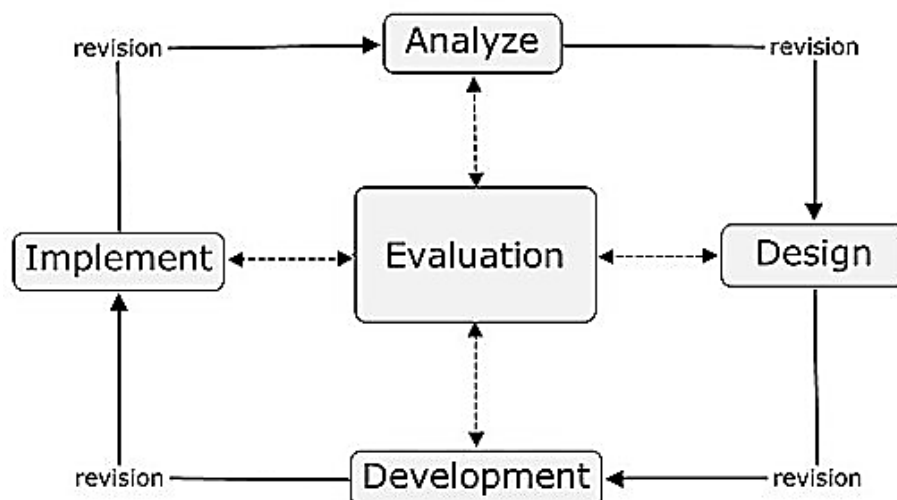 revision
Analyze
revision
Implement
Evaluation
Design
revision
Development
revision